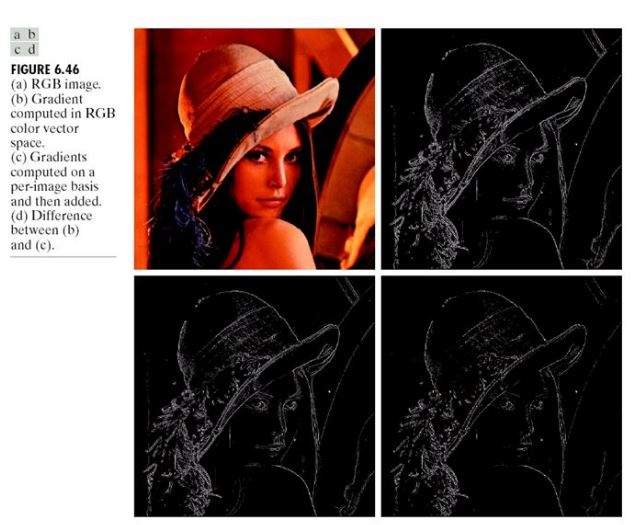 a b
c d
FIGURE 6.46
(a) RGB image.
(b) Gradient
computed in RGB
color vector
space.
(c) Gradients
computed on a
per-image basis
and then added.
(d) Difference
between (b)
and (c).